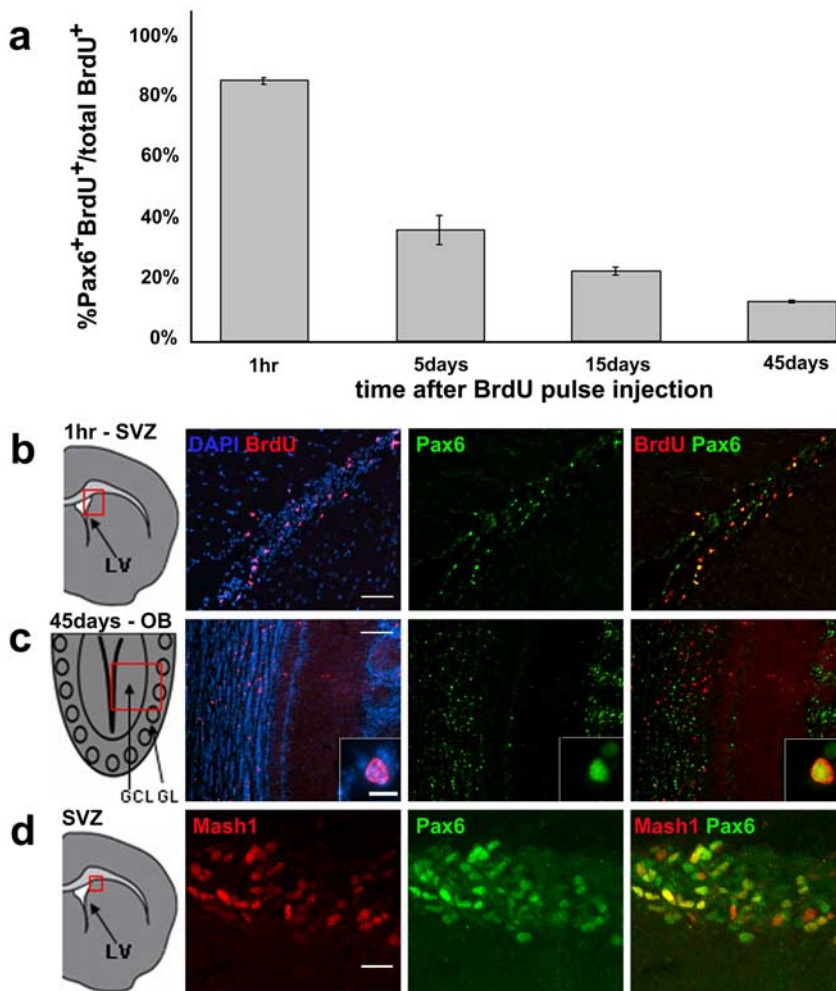 a
%Pax6+BrdU+/total BrdU+
100%
80%
60%
40%
20%
0%
1hr
5days
15days
45days
time after BrdU pulse injection
b
1hr - SVZ
LV
DAPI BrdU
Pax6
BrdU Pax6
c
45days - OB
GCL GL
d
SVZ
LV
Mash1
Pax6
Mash1 Pax6